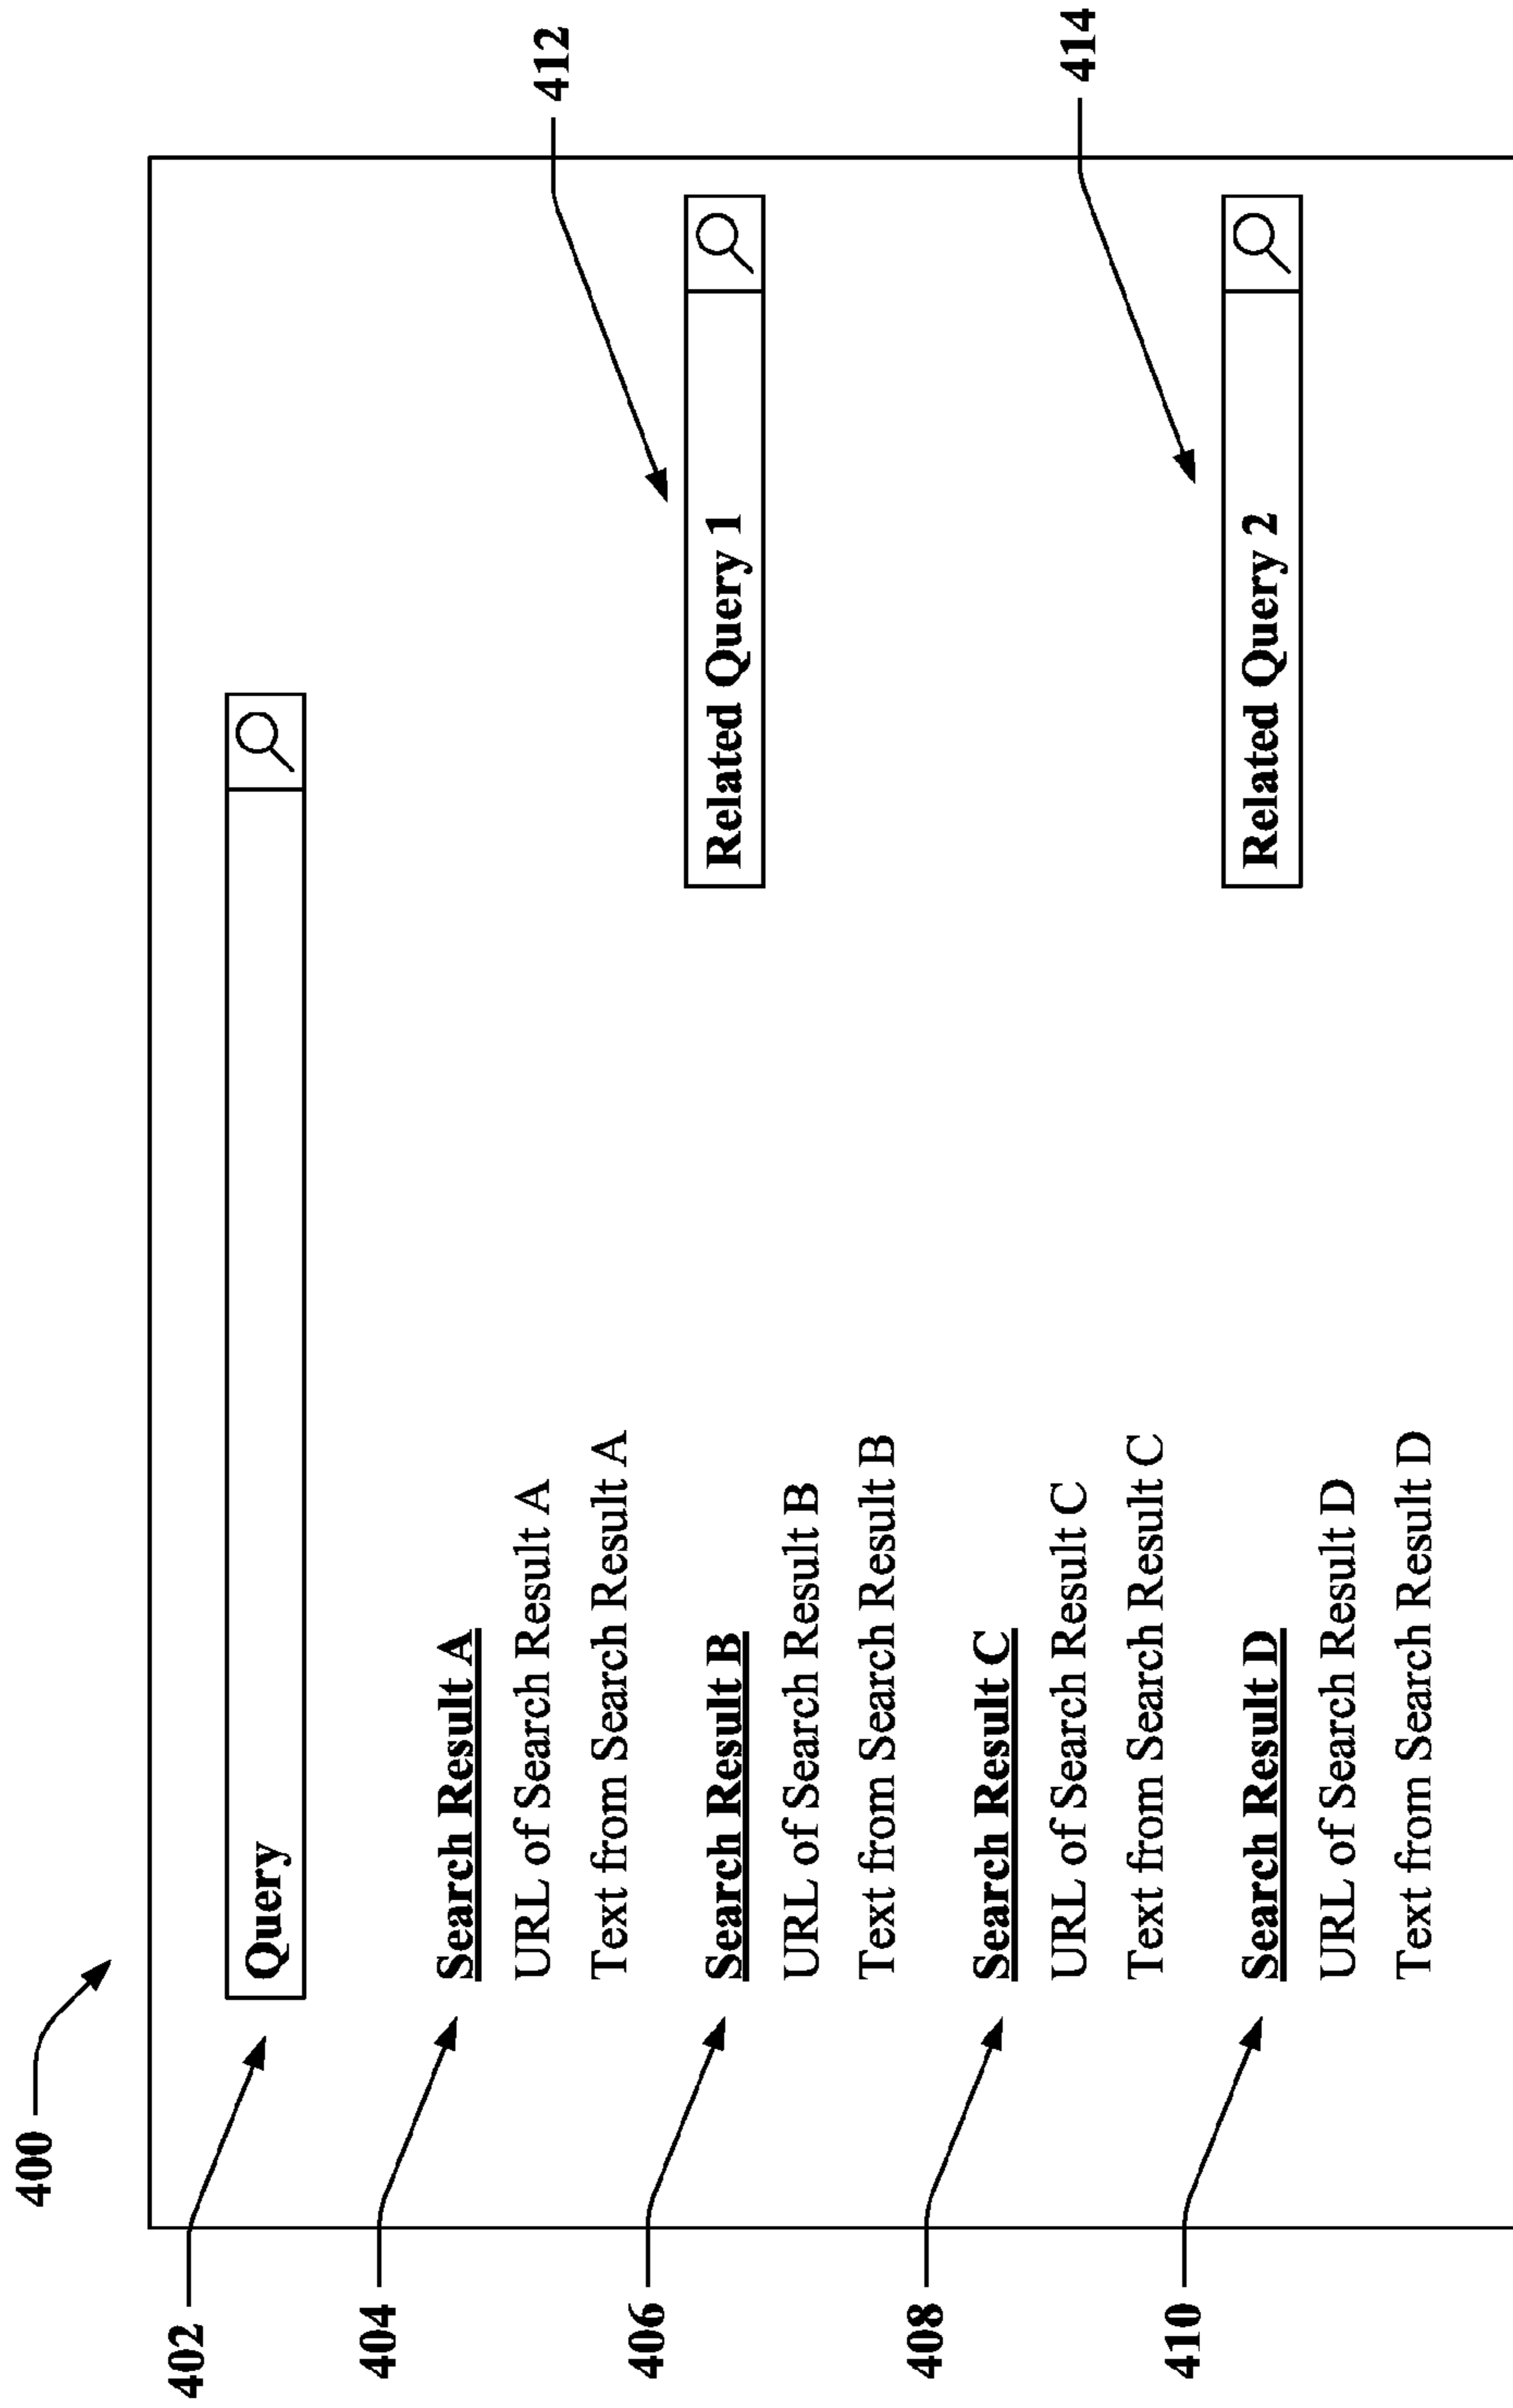 400
402
Query
404
Search Result A
URL of Search Result A
Text from Search Result A
412
406
Search Result B
URL of Search Result B
Text from Search Result B
Related Query 1
408
Search Result C
URL of Search Result C
Text from Search Result C
414
410
Search Result D
URL of Search Result D
Text from Search Result D
Related Query 2